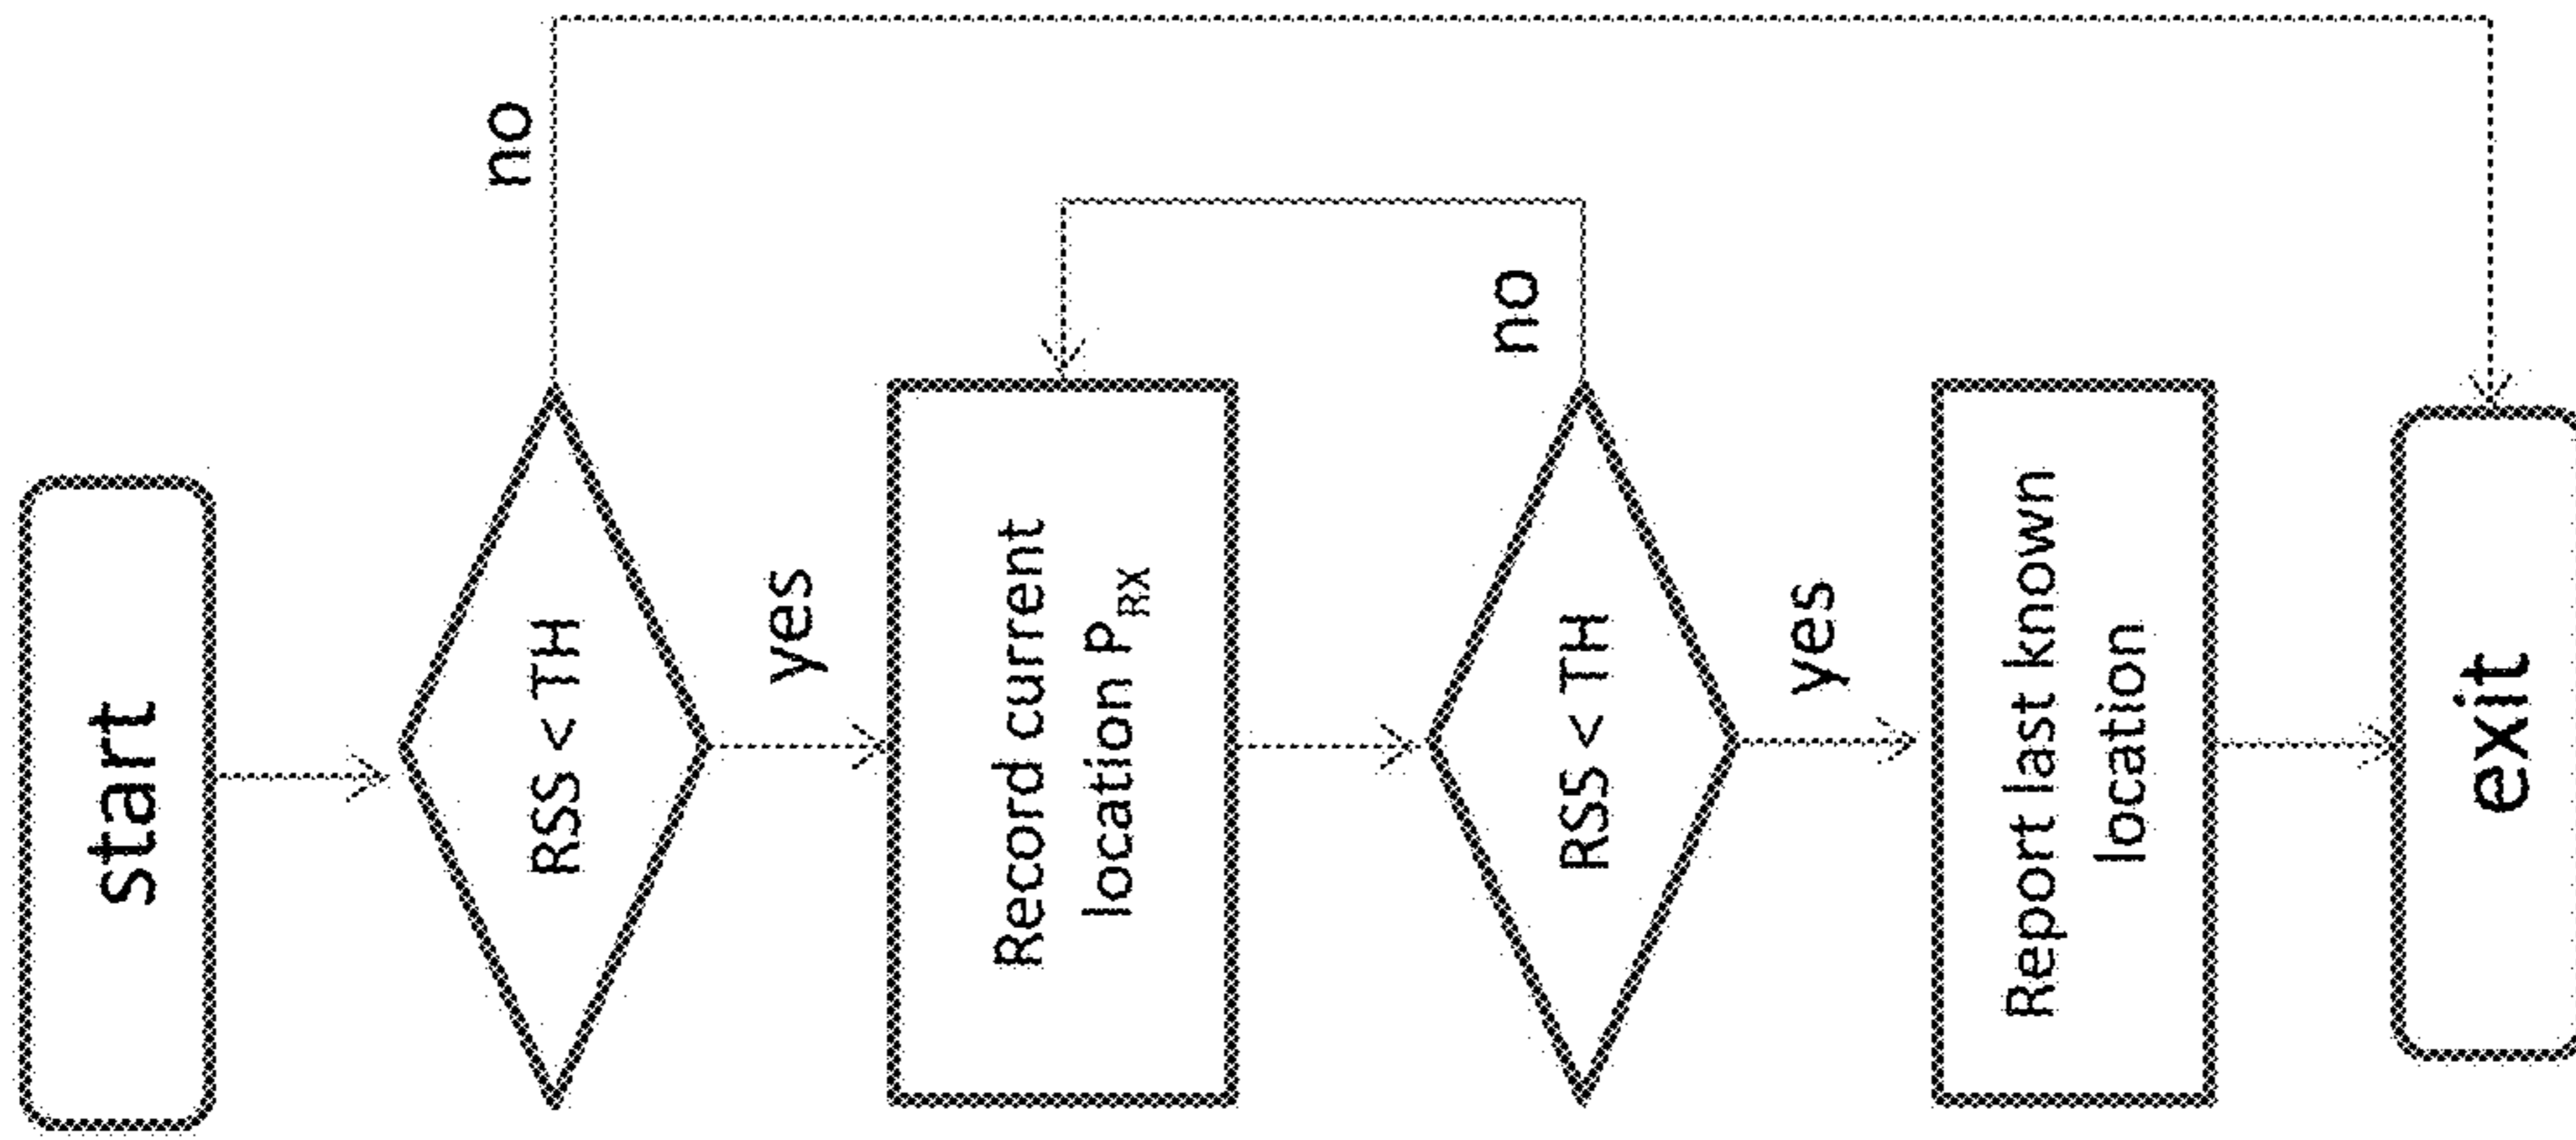 start
RSS < TH
no
yes
Record current
location P_RX
RSS < TH
no
yes
Report last known
location
exit